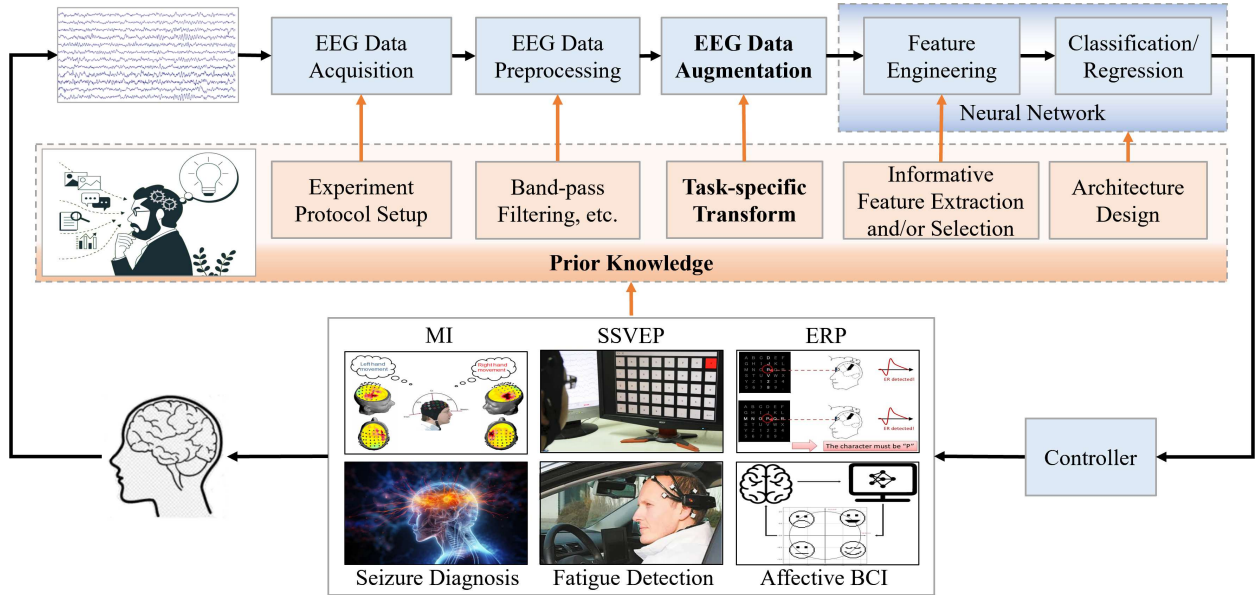 EEG Data
Acquisition
EEG Data
Preprocessing
EEG Data
Augmentation
Feature
Engineering
Classification/
Regression
Neural Network
Experiment
Protocol Setup
Band-pass
Filtering, etc.
Task-specific
Transform
Informative
Feature Extraction
and/or Selection
Architecture
Design
Prior Knowledge
MI
SSVEP
ERP
Left hand
movement
Right hand
movement
ER detected!
ER detected!
The character must be "P"
Controller
Seizure Diagnosis
Fatigue Detection
Affective BCI